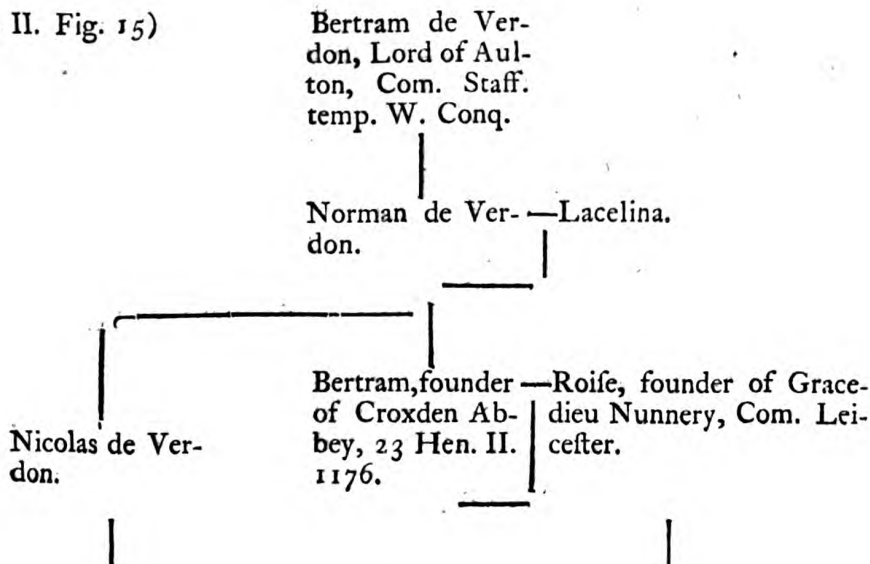 II. Fig. 15)
Bertram de Ver-
don, Lord of Aul-
ton, Com. Staff.
temp. W. Conq.
Norman de Ver-
don.
Lacelina.
Nicolas de Ver-
don.
Bertram, founder
of Croxden Ab-
bey, 23 Hen. II.
1176.
Roiſe, founder of Grace-
dieu Nunnery, Com. Lei-
ceſter.